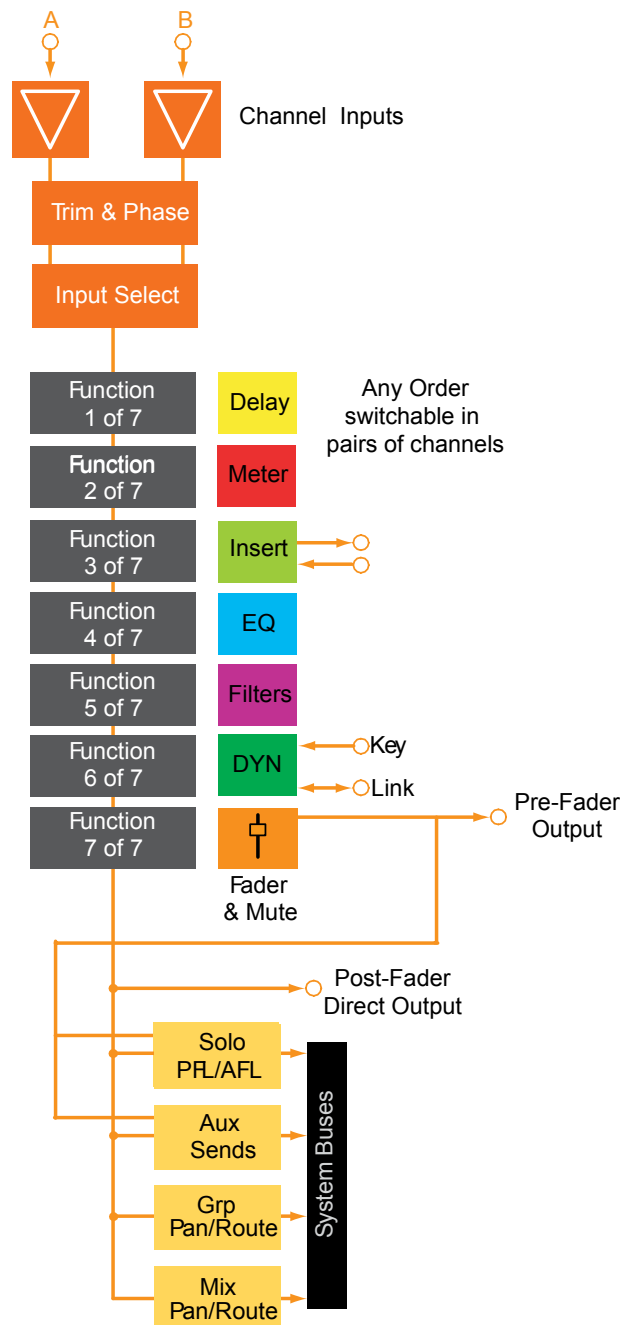 A
B
Channel Inputs
Trim & Phase
Input Select
Function
1 of 7
Delay
Any Order
switchable in
pairs of channels
Function
2 of 7
Meter
Function
3 of 7
Insert
Function
4 of 7
EQ
Function
5 of 7
Filters
Function
6 of 7
DYN
Key
Link
Function
7 of 7
Pre-Fader
Output
Fader
& Mute
Post-Fader
Direct Output
Solo
PFL/AFL
Aux
Sends
Grp
Pan/Route
Mix
Pan/Route
System Buses